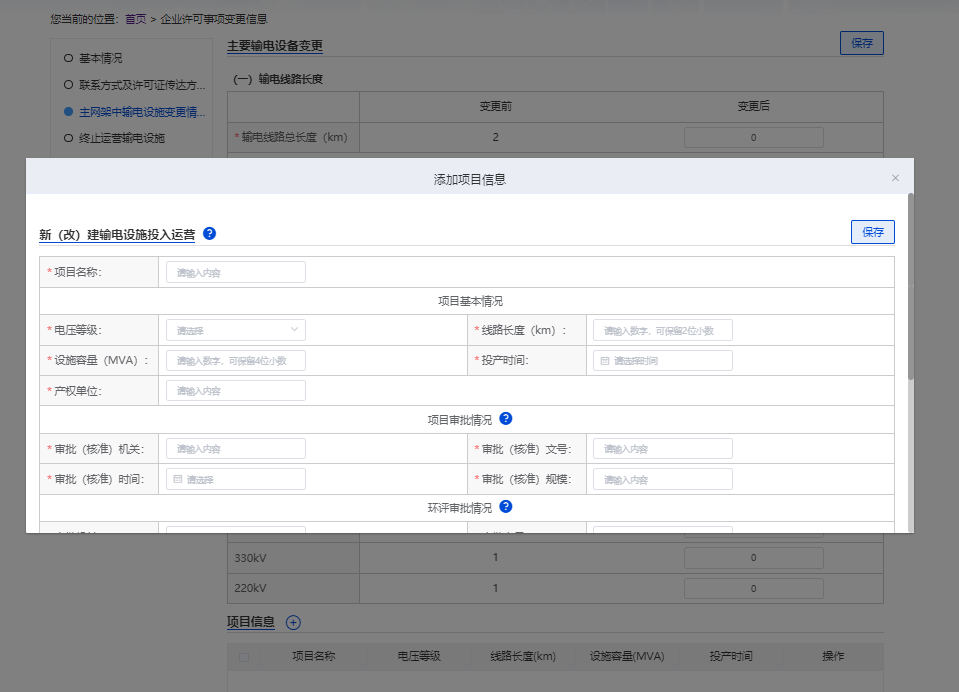 您当前的位置：首页 > 企业许可事项变更信息
基本情况
联系方式及许可证传达方...
主网架中输电设施变更情...
终止运营输电设施
主要输电设备变更
保存
（一）输电线路长度
变更前 变更后
*输电线路总长度（km） 2 0
添加项目信息 ×
新（改）建输电设施投入运营 ?
保存
*项目名称: 请输入内容
项目基本情况
*电压等级: 请选择 *线路长度（km）: 请输入数字，可保留2位小数
*设施容量（MVA）: 请输入数字，可保留4位小数 *投产时间: 请选择时间
*产权单位: 请输入内容
项目审批情况 ?
*审批（核准）机关: 请输入内容 *审批（核准）文号: 请输入内容
*审批（核准）时间: 请选择 *审批（核准）规模: 请输入内容
环评审批情况 ?
330kV 1 0
220kV 1 0
项目信息
项目名称 电压等级 线路长度(km) 设施容量(MVA) 投产时间 操作